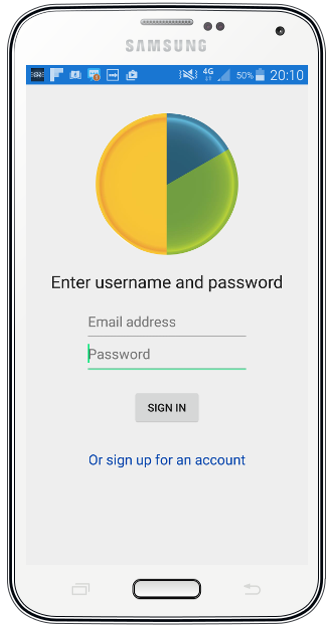 SAMSUNG
4G
50%
20:10
Enter username and password
Email address
Password
SIGN IN
Or sign up for an account